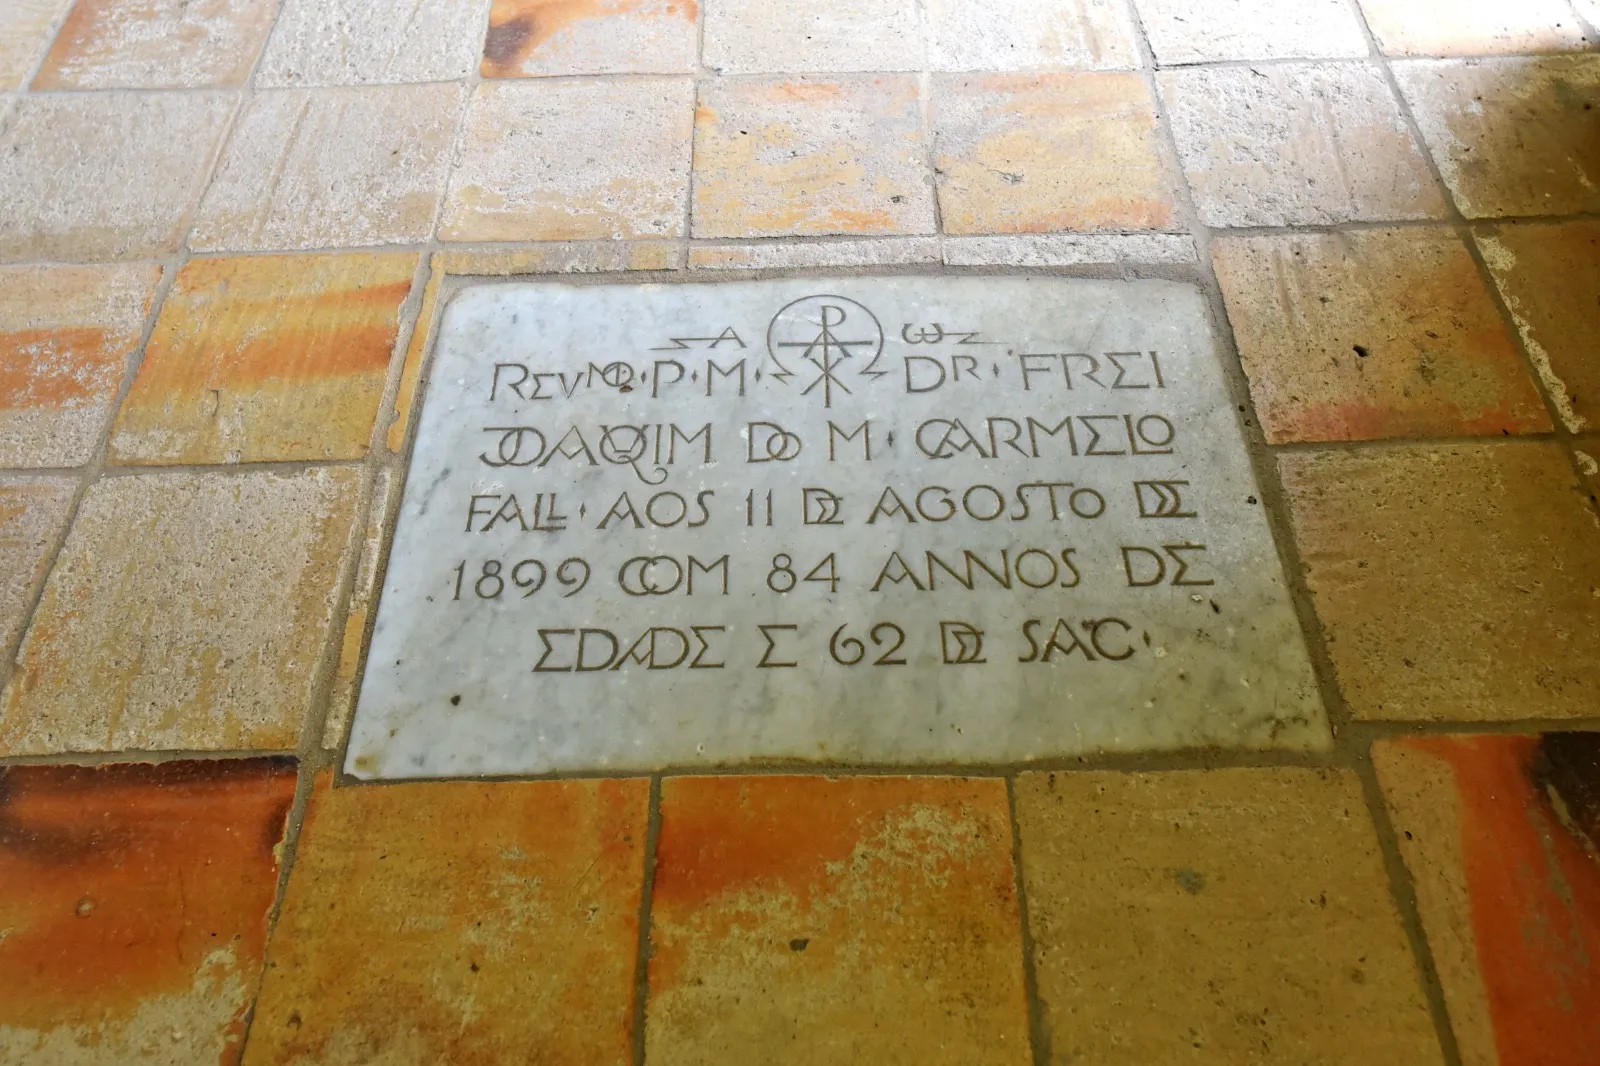 A P ω
REVMO·P·M· DR·FREI
JOAQIM DO M·CARMELO
FALL·AOS 11 DE AGOSTO DE
1899 COM 84 ANNOS DE
EDADE E 62 DE SAC·